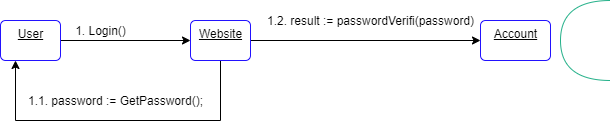 1.2. result := passwordVerifi(password)
User
1. Login()
Website
Account
1.1. password := GetPassword();